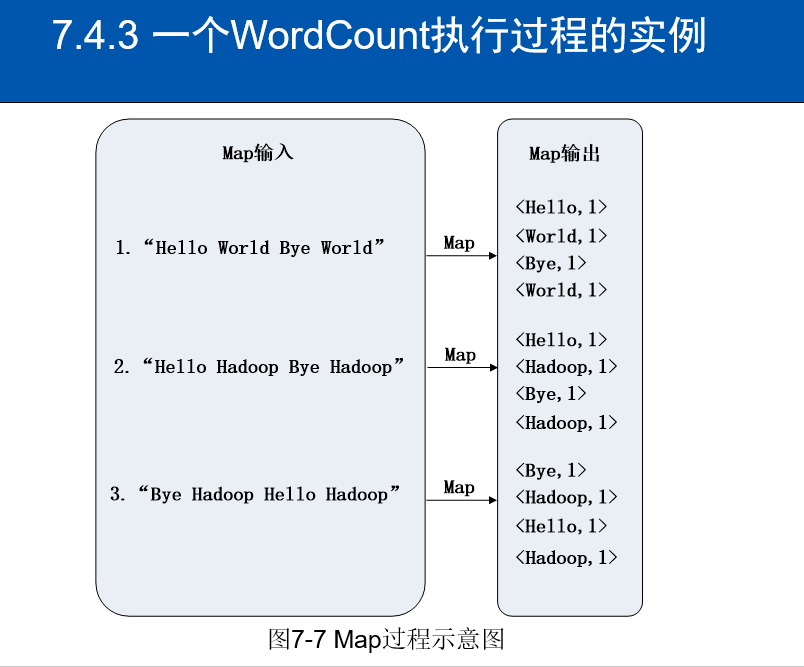 7.4.3 一个WordCount执行过程的实例
Map输入
1. “Hello World Bye World”
2. “Hello Hadoop Bye Hadoop”
3. “Bye Hadoop Hello Hadoop”
Map
Map
Map
Map输出
<Hello,1>
<World,1>
<Bye,1>
<World,1>
<Hello,1>
<Hadoop,1>
<Bye,1>
<Hadoop,1>
<Bye,1>
<Hadoop,1>
<Hello,1>
<Hadoop,1>
图7-7 Map过程示意图